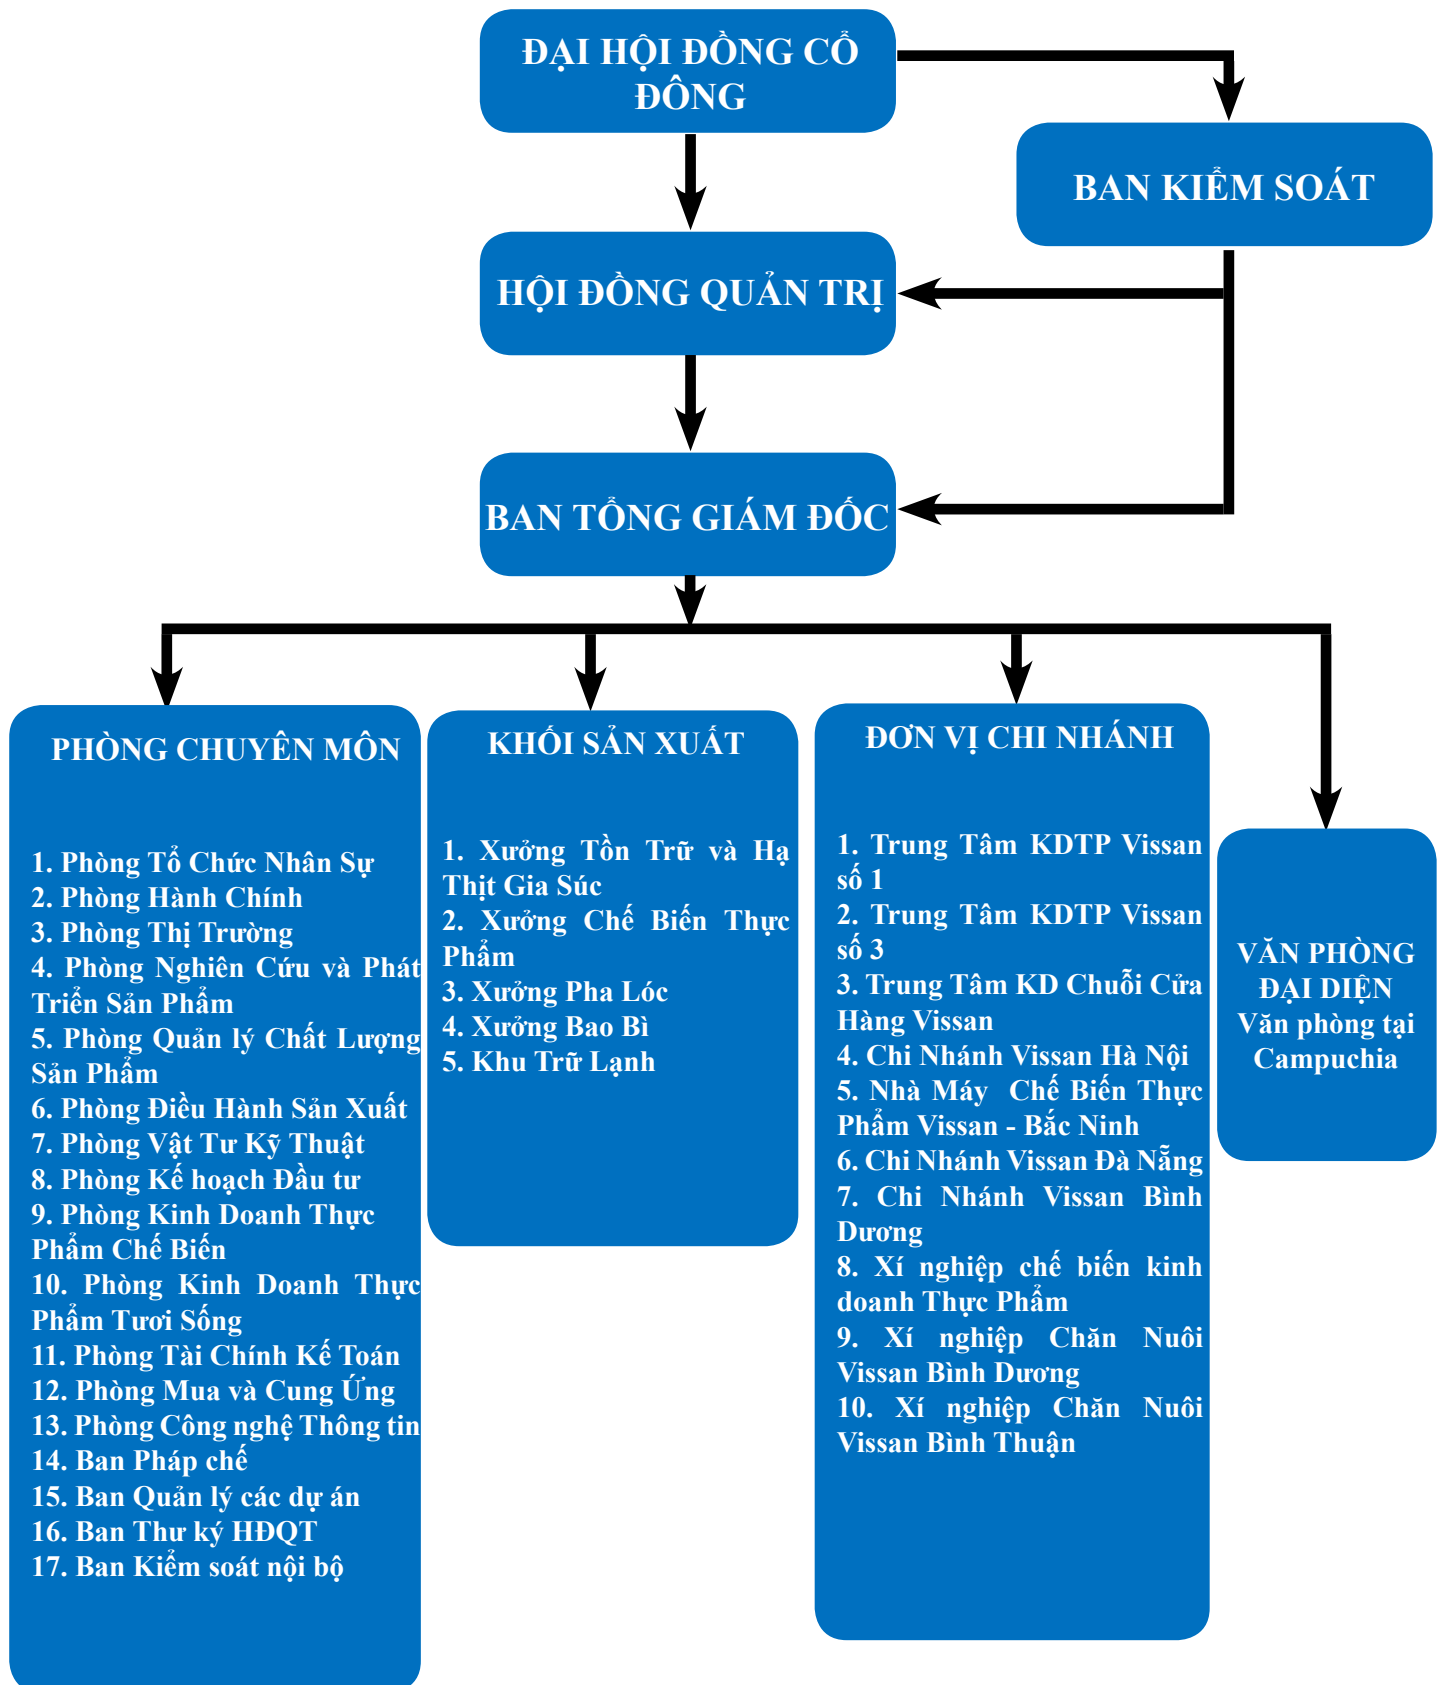 ĐẠI HỘI ĐỒNG CỔ
ĐÔNG
BAN KIỂM SOÁT
HỘI ĐỒNG QUẢN TRỊ
BAN TỔNG GIÁM ĐỐC
PHÒNG CHUYÊN MÔN
1. Phòng Tổ Chức Nhân Sự
2. Phòng Hành Chính
3. Phòng Thị Trường
4. Phòng Nghiên Cứu và Phát
Triển Sản Phẩm
5. Phòng Quản lý Chất Lượng
Sản Phẩm
6. Phòng Điều Hành Sản Xuất
7. Phòng Vật Tư Kỹ Thuật
8. Phòng Kế hoạch Đầu tư
9. Phòng Kinh Doanh Thực
Phẩm Chế Biến
10. Phòng Kinh Doanh Thực
Phẩm Tươi Sống
11. Phòng Tài Chính Kế Toán
12. Phòng Mua và Cung Ứng
13. Phòng Công nghệ Thông tin
14. Ban Pháp chế
15. Ban Quản lý các dự án
16. Ban Thư ký HĐQT
17. Ban Kiểm soát nội bộ
KHỐI SẢN XUẤT
1. Xưởng Tồn Trữ và Hạ
Thịt Gia Súc
2. Xưởng Chế Biến Thực
Phẩm
3. Xưởng Pha Lóc
4. Xưởng Bao Bì
5. Khu Trữ Lạnh
ĐƠN VỊ CHI NHÁNH
1. Trung Tâm KDTP Vissan
số 1
2. Trung Tâm KDTP Vissan
số 3
3. Trung Tâm KD Chuỗi Cửa
Hàng Vissan
4. Chi Nhánh Vissan Hà Nội
5. Nhà Máy Chế Biến Thực
Phẩm Vissan - Bắc Ninh
6. Chi Nhánh Vissan Đà Nẵng
7. Chi Nhánh Vissan Bình
Dương
8. Xí nghiệp chế biến kinh
doanh Thực Phẩm
9. Xí nghiệp Chăn Nuôi
Vissan Bình Dương
10. Xí nghiệp Chăn Nuôi
Vissan Bình Thuận
VĂN PHÒNG
ĐẠI DIỆN
Văn phòng tại
Campuchia